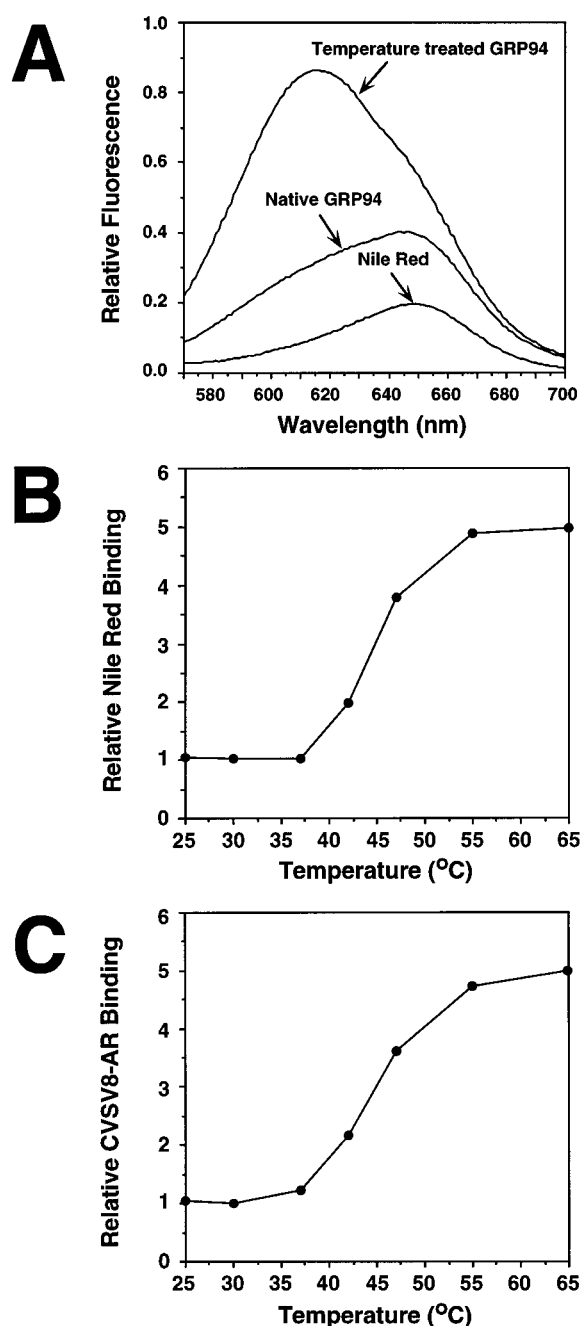 A
Relative Fluorescence
1.0
0.8
0.6
0.4
0.2
0.0
Temperature treated GRP94
Native GRP94
Nile Red
580 600 620 640 660 680 700
Wavelength (nm)
B
Relative Nile Red Binding
6
5
4
3
2
1
0
25 30 35 40 45 50 55 60 65
Temperature (ºC)
C
Relative CVSV8-AR Binding
6
5
4
3
2
1
0
25 30 35 40 45 50 55 60 65
Temperature (ºC)